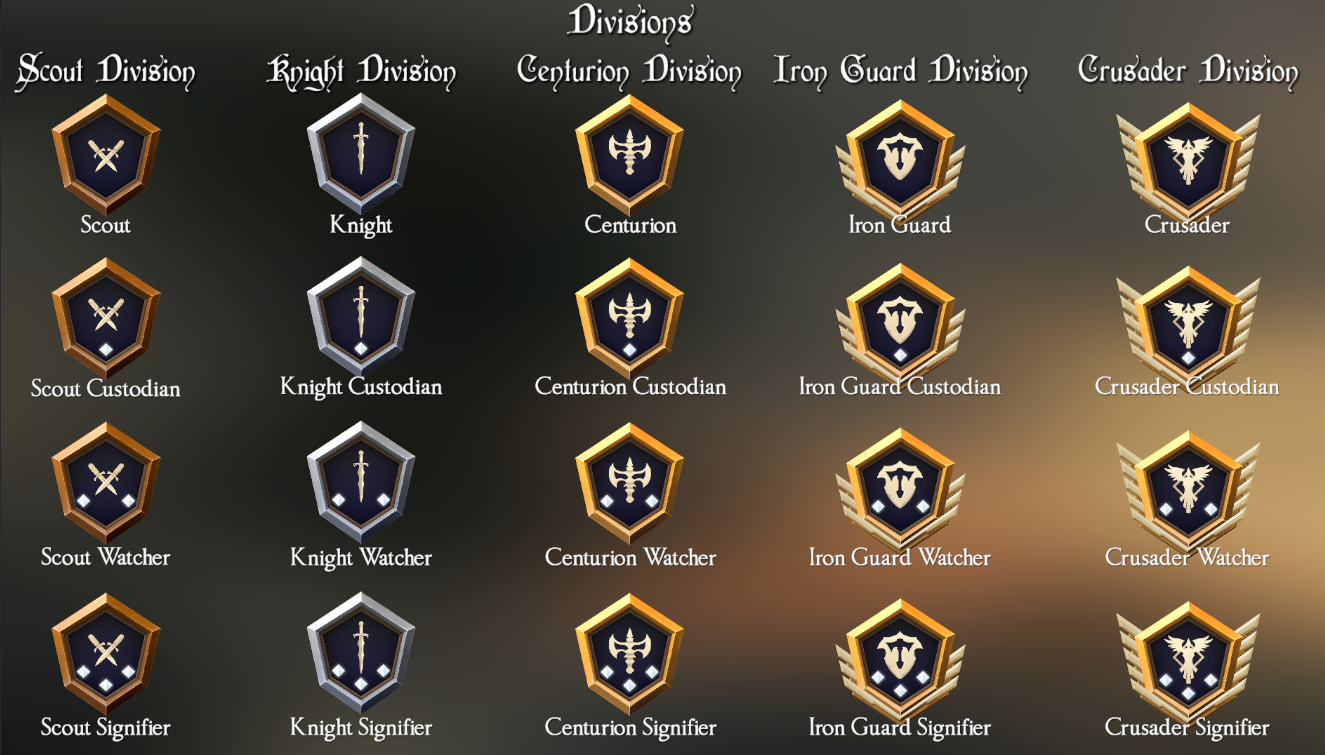 Divisions
Scout Division
Knight Division
Centurion Division
Iron Guard Division
Crusader Division
Scout
Knight
Centurion
Iron Guard
Crusader
Scout Custodian
Knight Custodian
Centurion Custodian
Iron Guard Custodian
Crusader Custodian
Scout Watcher
Knight Watcher
Centurion Watcher
Iron Guard Watcher
Crusader Watcher
Scout Signifier
Knight Signifier
Centurion Signifier
Iron Guard Signifier
Crusader Signifier